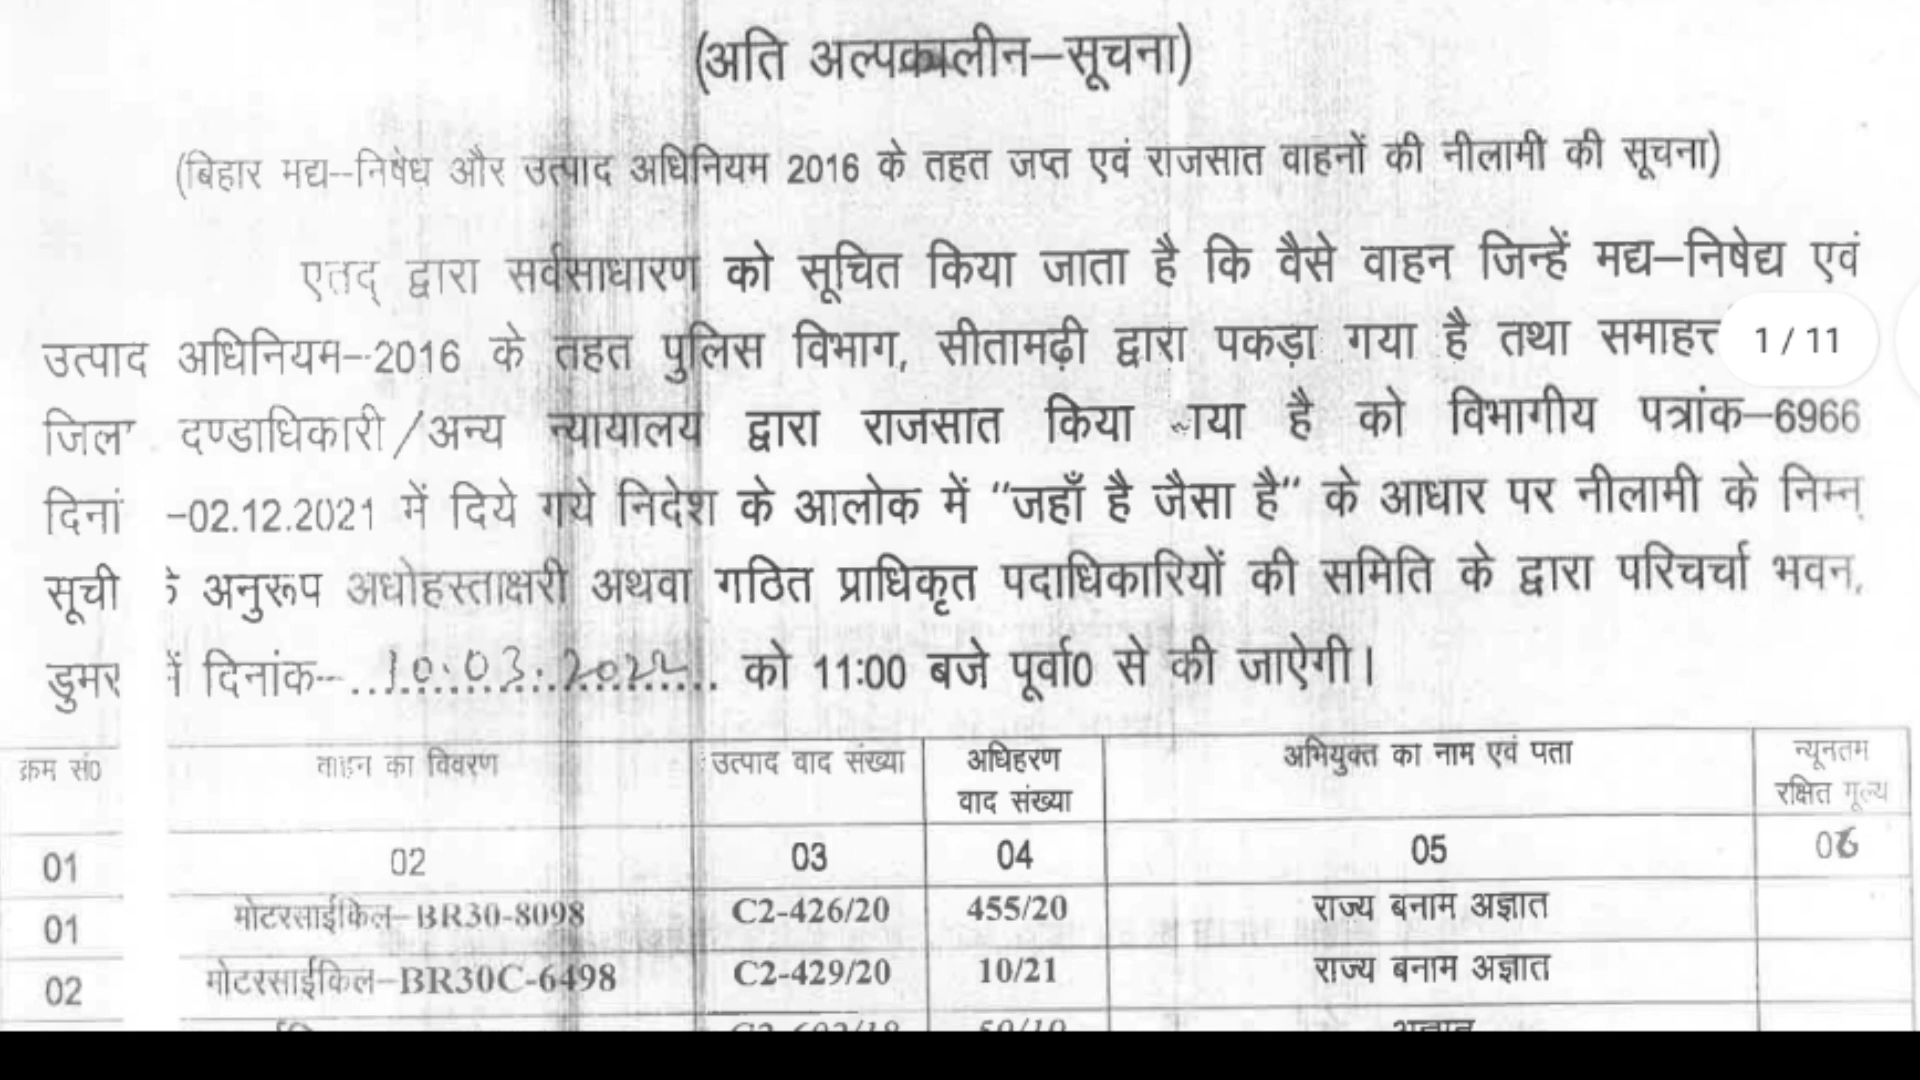 (अति अल्पकालीन–सूचना)
(बिहार मद्य--निषेध और उत्पाद अधिनियम 2016 के तहत जप्त एवं राजसात वाहनों की नीलामी की सूचना)
एतद् द्वारा सर्वसाधारण को सूचित किया जाता है कि वैसे वाहन जिन्हें मद्य–निषेद्य एवं
उत्पाद अधिनियम--2016 के तहत पुलिस विभाग, सीतामढ़ी द्वारा पकड़ा गया है तथा 1 / 11
दण्डाधिकारी/अन्य न्यायालय द्वारा राजसात किया है को विभागीय पत्रांक–6966
–02.12.2021 में दिये गये निदेश के आलोक में “जहाँ है जैसा है” के आधार पर नीलामी के निम्न
सूची अनुरूप अधोहस्ताक्षरी अथवा गठित प्राधिकृत पदाधिकारियों की समिति के द्वारा परिचर्चा भवन,
दिनांक-- 10.03.2022 को 11:00 बजे पूर्वा0 से की जाऐगी।
क्रम सं0 वाहन का विवरण उत्पाद वाद संख्या अधिहरण वाद संख्या अभियुक्त का नाम एवं पता न्यूनतम रक्षित मूल्य
01 02 03 04 05 06
01 मोटरसाईकिल–BR30-8098 C2-426/20 455/20 राज्य बनाम अज्ञात
02 मोटरसाईकिल–BR30C-6498 C2-429/20 10/21 राज्य बनाम अज्ञात